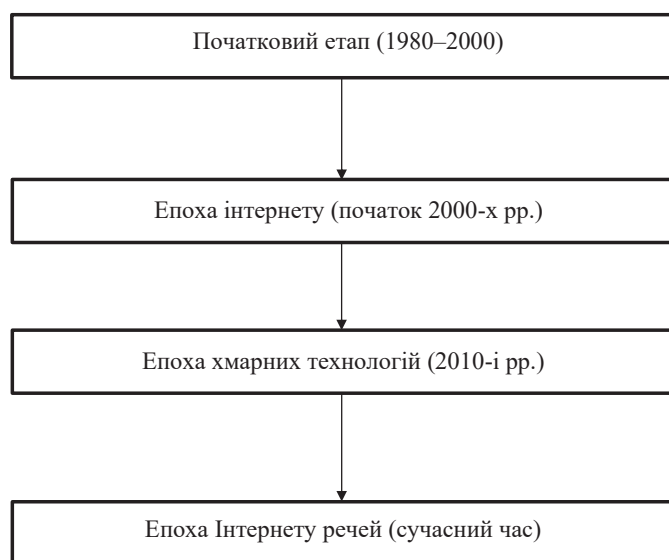 Початковий етап (1980–2000)
Епоха інтернету (початок 2000-х рр.)
Епоха хмарних технологій (2010-і рр.)
Епоха Інтернету речей (сучасний час)